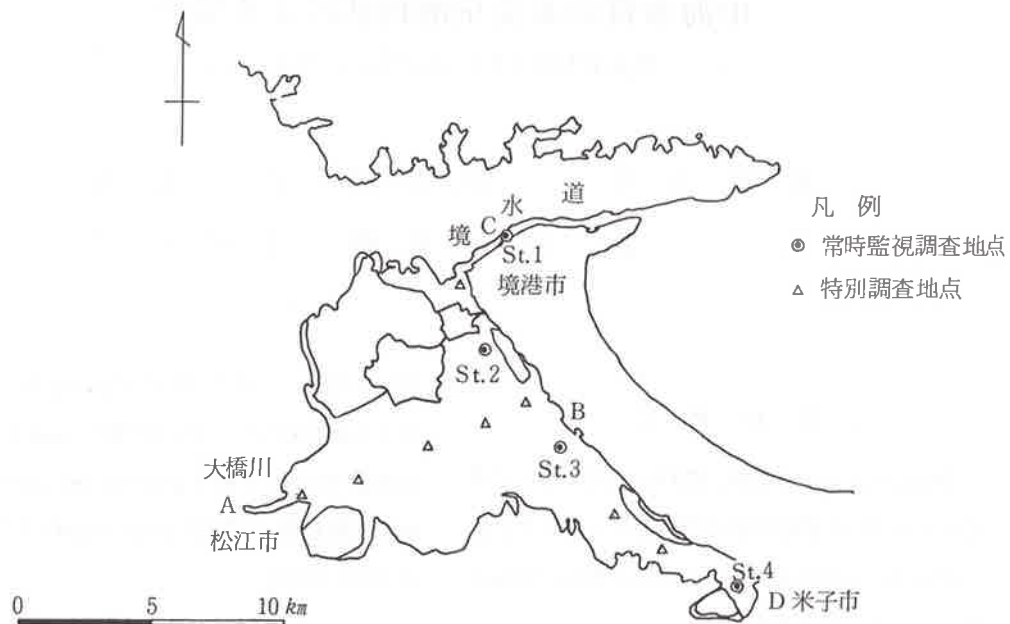 境水道
C
St.1
境港市
凡 例
常時監視調査地点
特別調査地点
St.2
B
St.3
大橋川
A
松江市
St.4
D 米子市
0 5 10 km